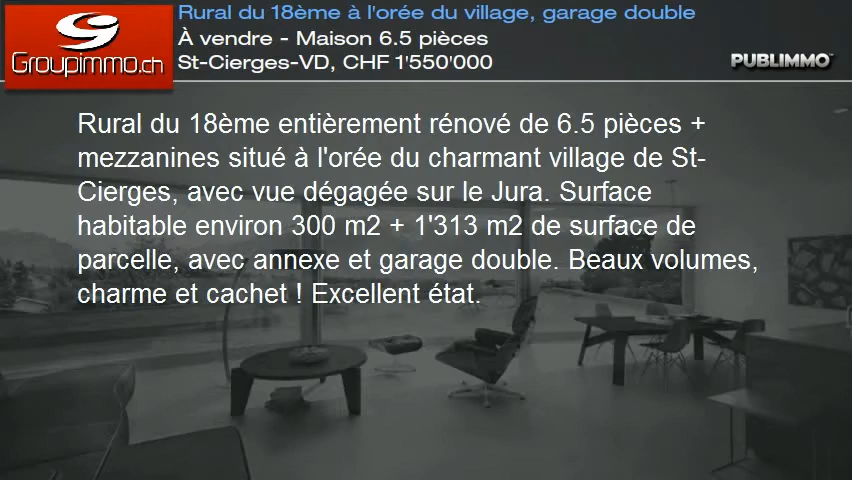 Groupimmo.ch
Rural du 18ème à l'orée du village, garage double
À vendre - Maison 6.5 pièces
St-Cierges-VD, CHF 1'550'000
PUBLIMMO™
Rural du 18ème entièrement rénové de 6.5 pièces +
mezzanines situé à l'orée du charmant village de St-
Cierges, avec vue dégagée sur le Jura. Surface
habitable environ 300 m2 + 1'313 m2 de surface de
parcelle, avec annexe et garage double. Beaux volumes,
charme et cachet ! Excellent état.